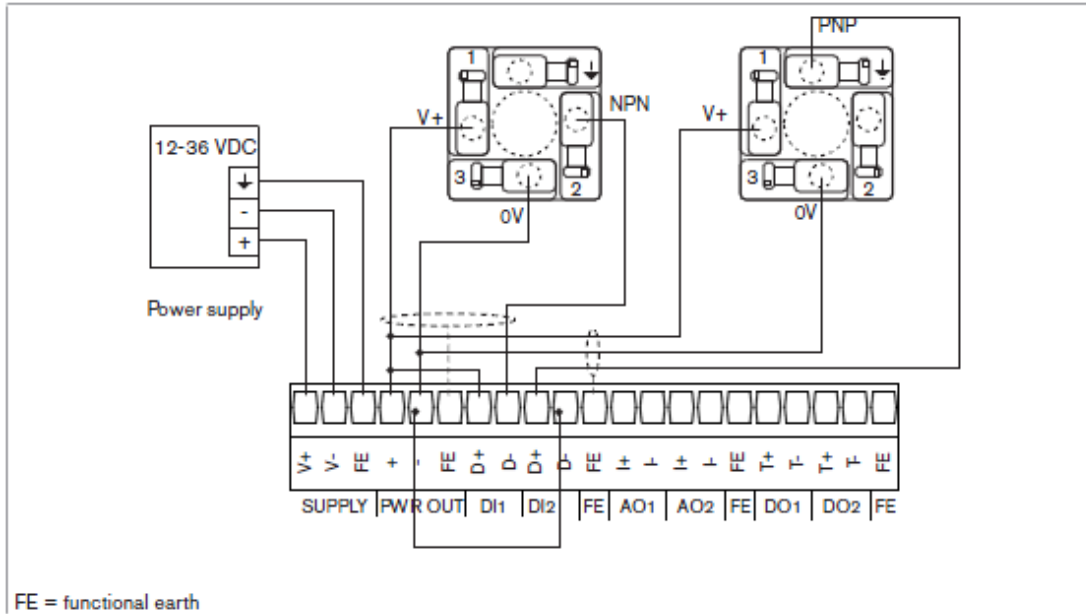 PNP
1
1
NPN
V+
V+
12-36 VDC
3
2
3
2
-
0V
0V
+
Power supply
V+ V- FE + - FE D+ D- D+ D- FE I+ I- I+ I- FE T+ T- T+ T- FE
SUPPLY PWR OUT DI1 DI2 FE AO1 AO2 FE DO1 DO2 FE
FE = functional earth